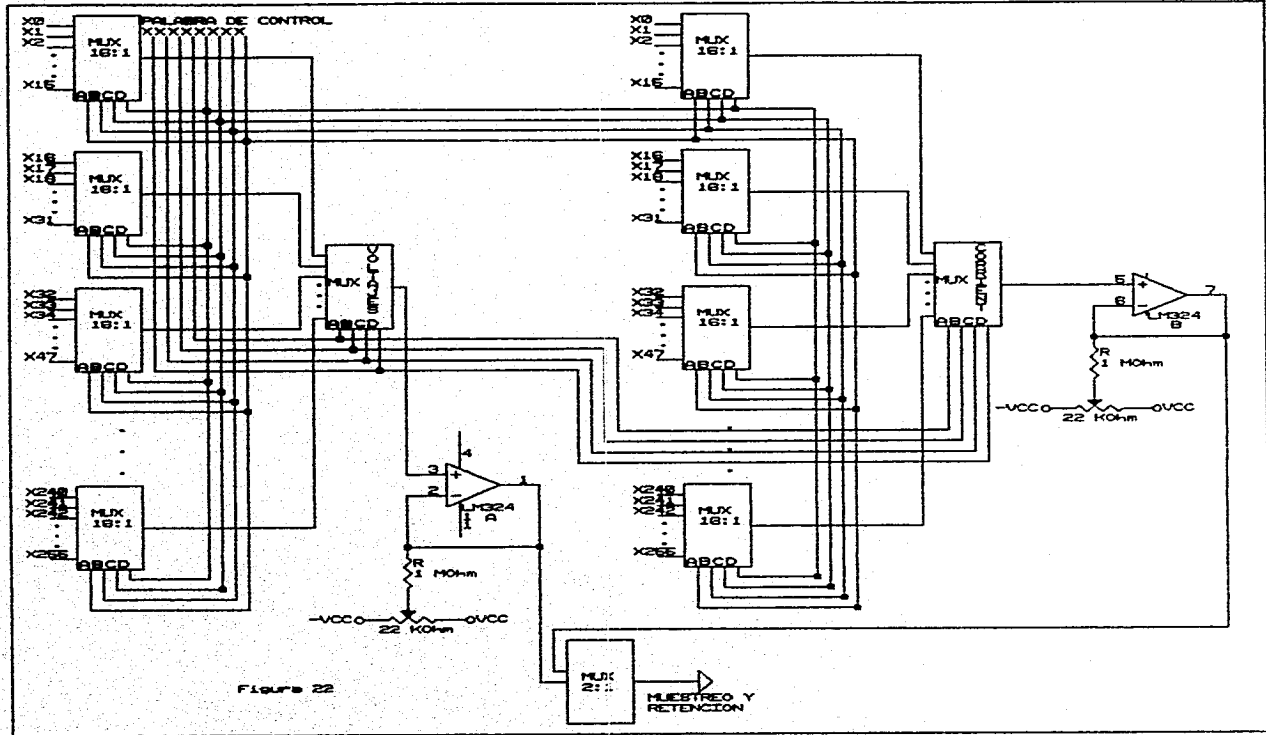 PALABRA DE CONTROL
X X X X X X X X
X0
X1
X2
X15
MUX
16:1
ABCD
X16
X17
X18
X31
MUX
16:1
ABCD
X32
X33
X34
X47
MUX
16:1
ABCD
X240
X241
X242
X255
MUX
16:1
ABCD
MUX
VOLTAJES
ABCD
3
2
4
1
11
LM324
A
R
1 MOhm
-VCC
VCC
22 KOhm
X0
X1
X2
X15
MUX
16:1
ABCD
X16
X17
X18
X31
MUX
16:1
ABCD
X32
X33
X34
X47
MUX
16:1
ABCD
X240
X241
X242
X255
MUX
16:1
ABCD
MUX
ABCD
5
6
7
LM324
B
R
1 MOhm
-VCC
VCC
22 KOhm
MUX
2:1
MUESTREO Y
RETENCION
Figura 22